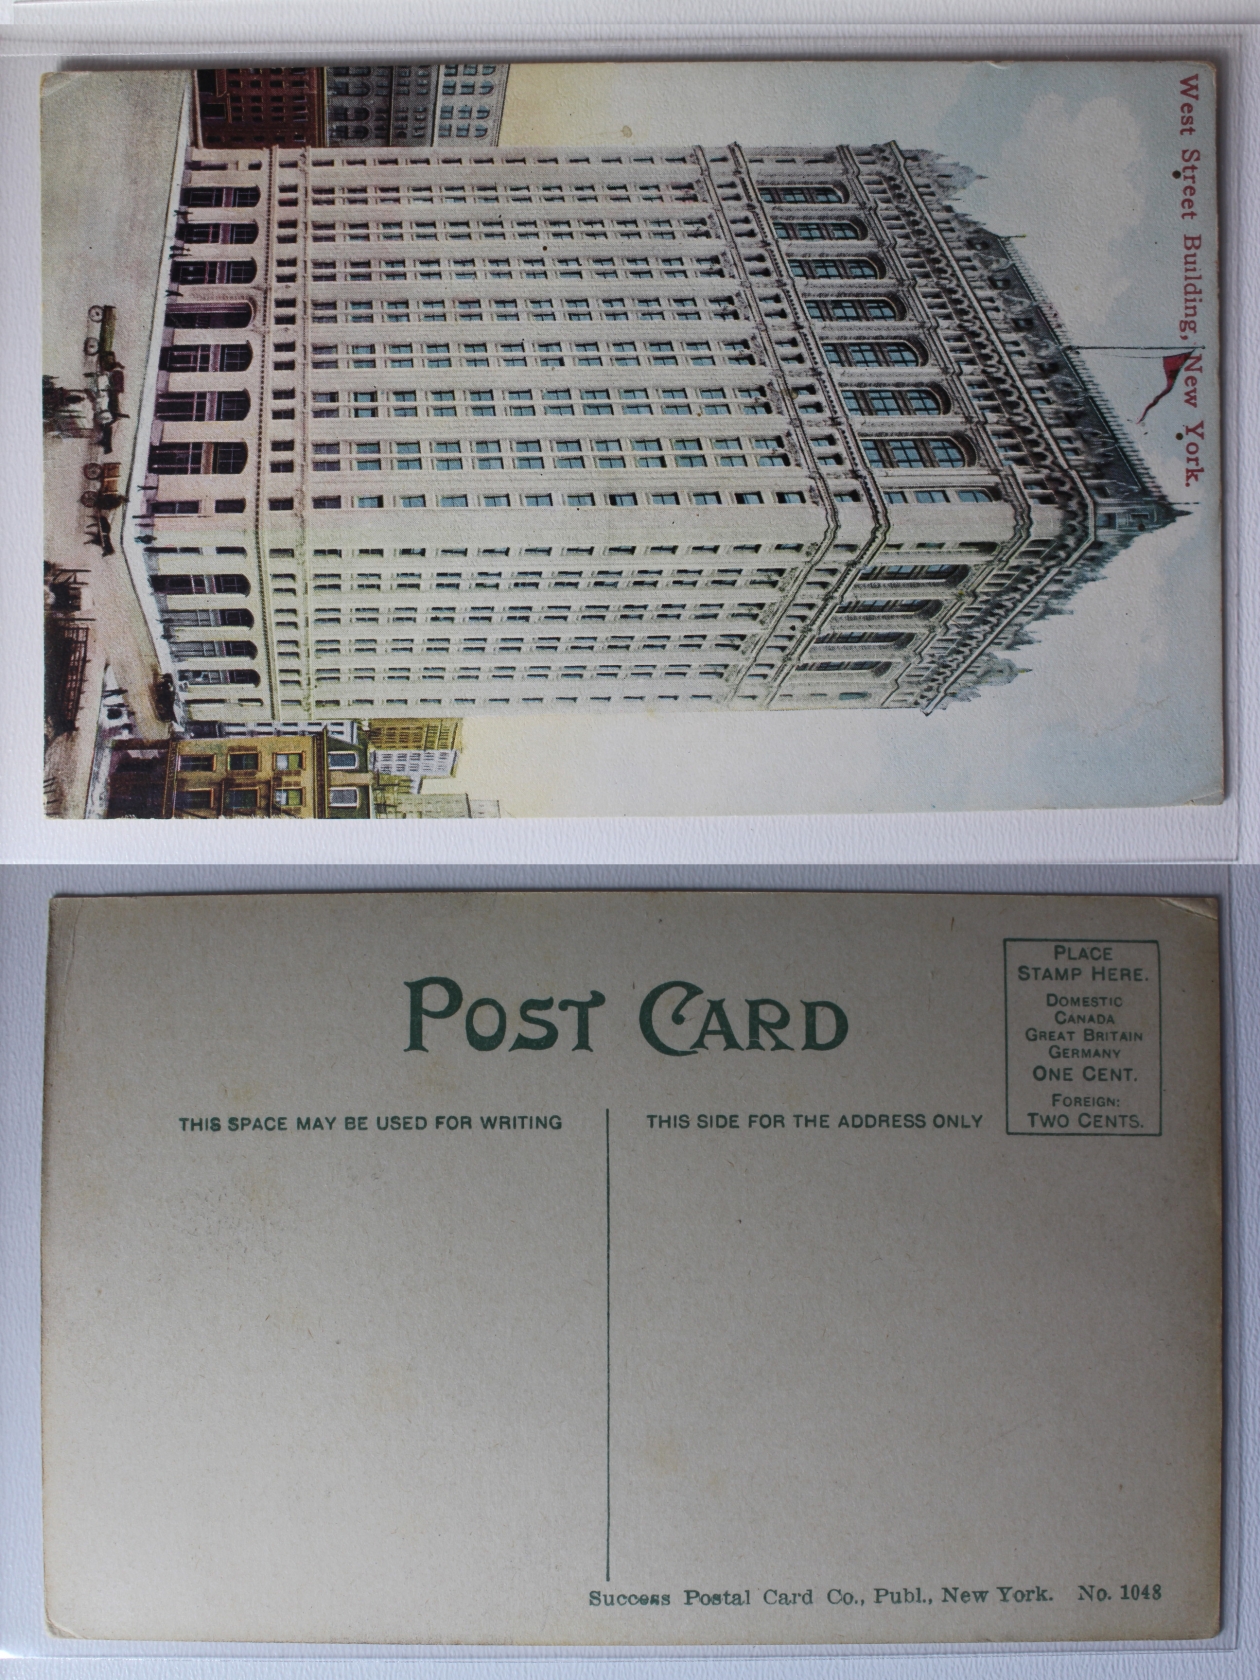 West Street Building, New York.
POST CARD
PLACE
STAMP HERE.
DOMESTIC
CANADA
GREAT BRITAIN
GERMANY
ONE CENT.
FOREIGN:
TWO CENTS.
THIS SPACE MAY BE USED FOR WRITING
THIS SIDE FOR THE ADDRESS ONLY
Success Postal Card Co., Publ., New York. No. 1048